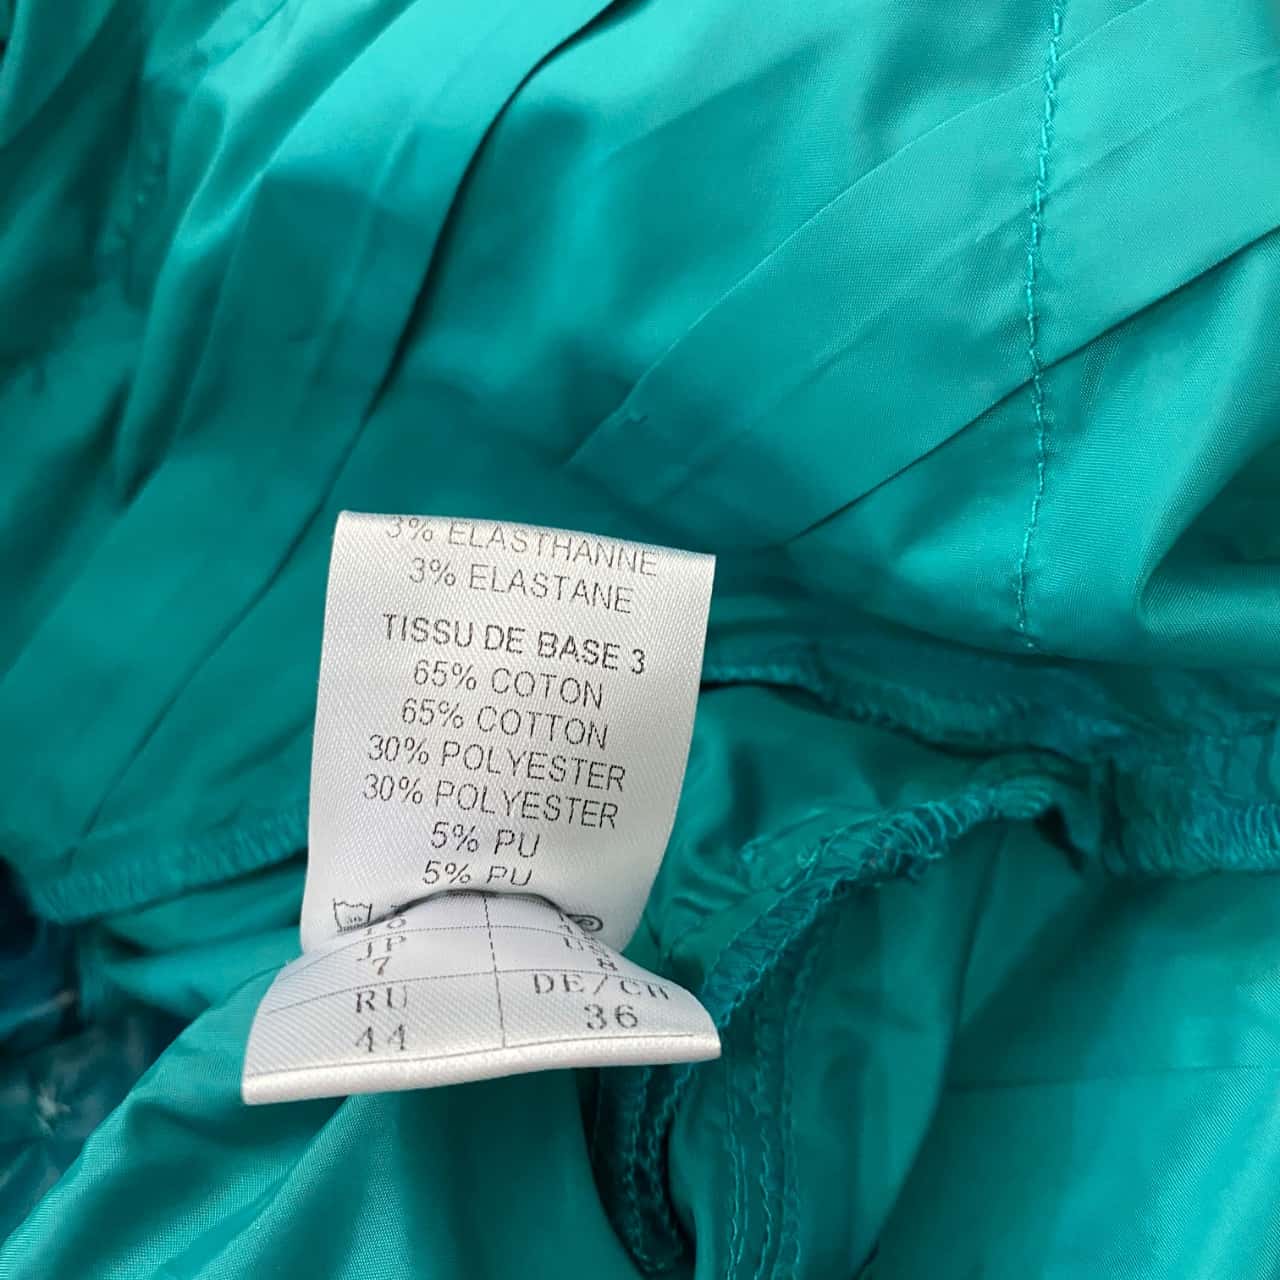 3% ELASTHANNE
3% ELASTANE
TISSU DE BASE 3
65% COTON
65% COTTON
30% POLYESTER
30% POLYESTER
5% PU
5% PU
30
JP
7
RU DE/CH
44 36